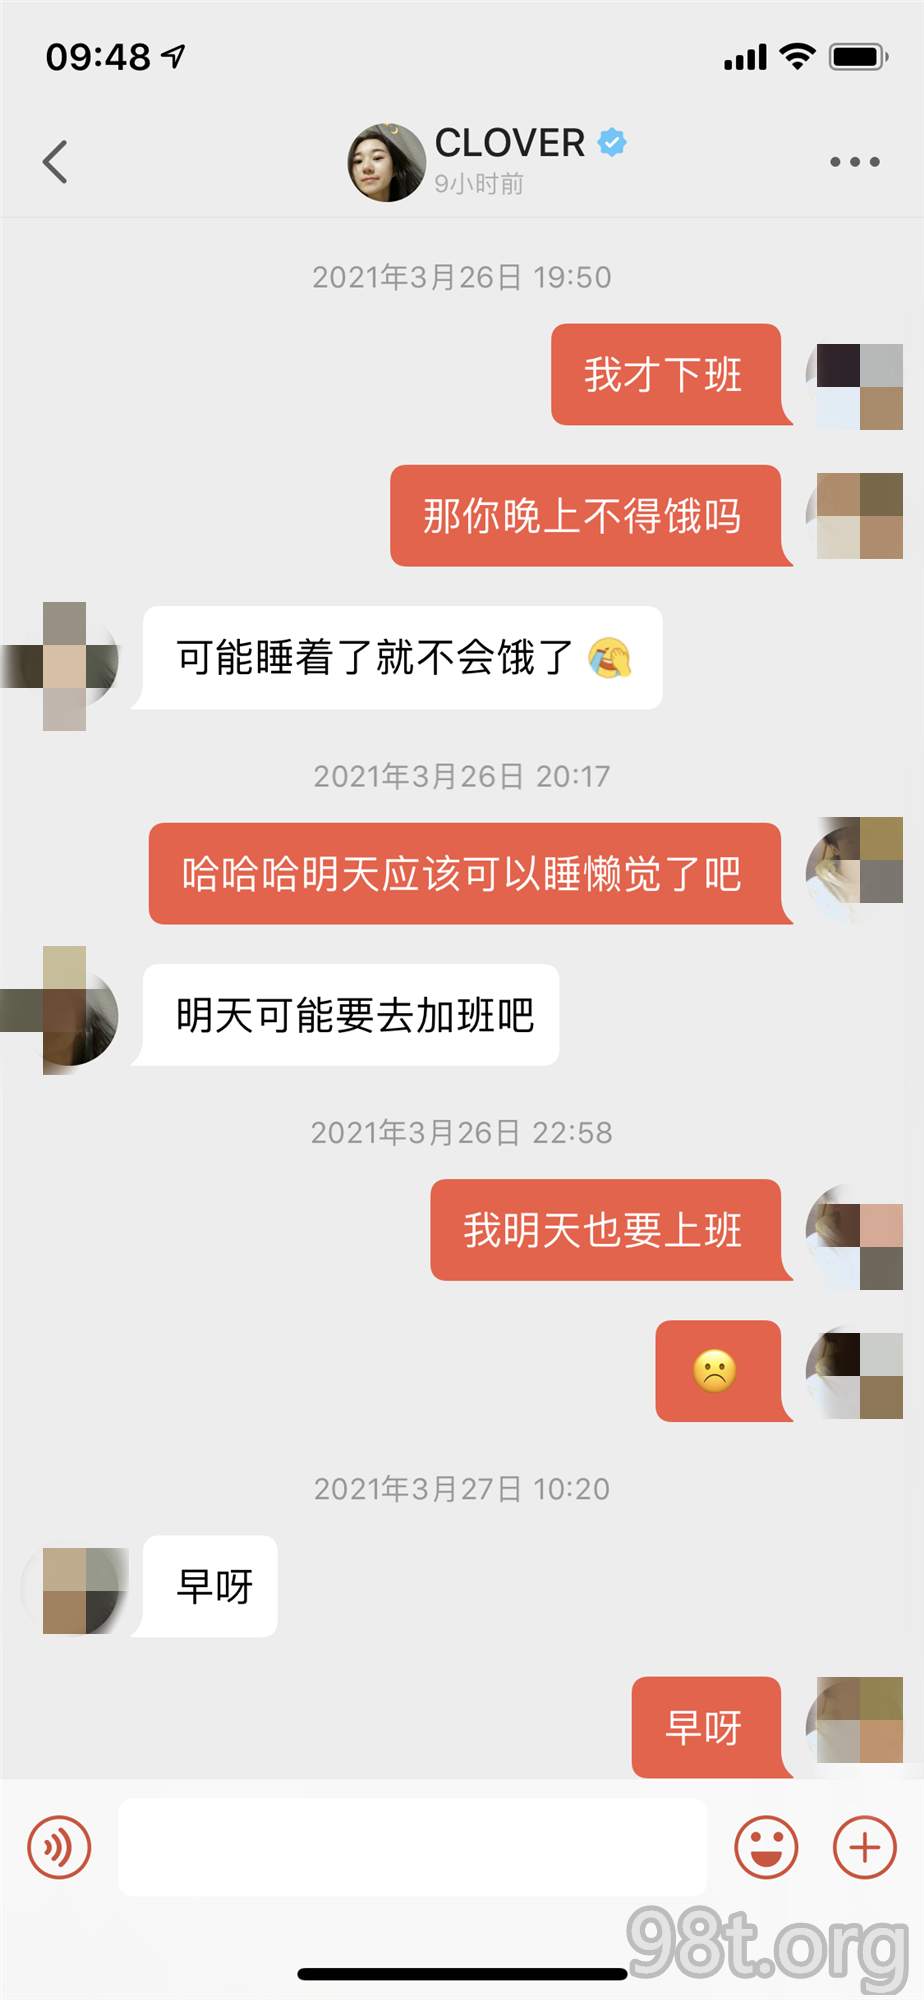 09:48
CLOVER
9小时前
2021年3月26日 19:50
我才下班
那你晚上不得饿吗
可能睡着了就不会饿了🤣
2021年3月26日 20:17
哈哈哈明天应该可以睡懒觉了吧
明天可能要去加班吧
2021年3月26日 22:58
我明天也要上班
☹️
2021年3月27日 10:20
早呀
早呀
98t.org